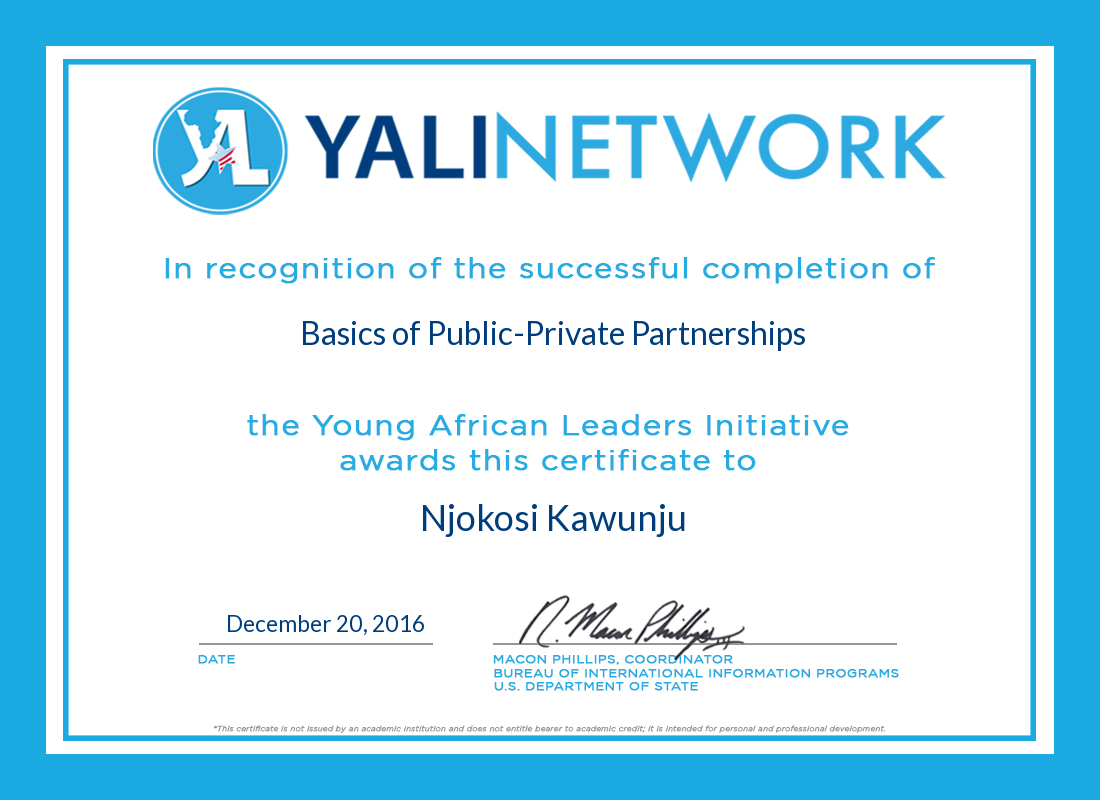 YAL YALINETWORK
In recognition of the successful completion of
Basics of Public-Private Partnerships
the Young African Leaders Initiative
awards this certificate to
Njokosi Kawunju
December 20, 2016
N. Macon Phillips
DATE
MACON PHILLIPS, COORDINATOR
BUREAU OF INTERNATIONAL INFORMATION PROGRAMS
U.S. DEPARTMENT OF STATE
*This certificate is not issued by an academic institution and does not entitle bearer to academic credit; it is intended for personal and professional development.